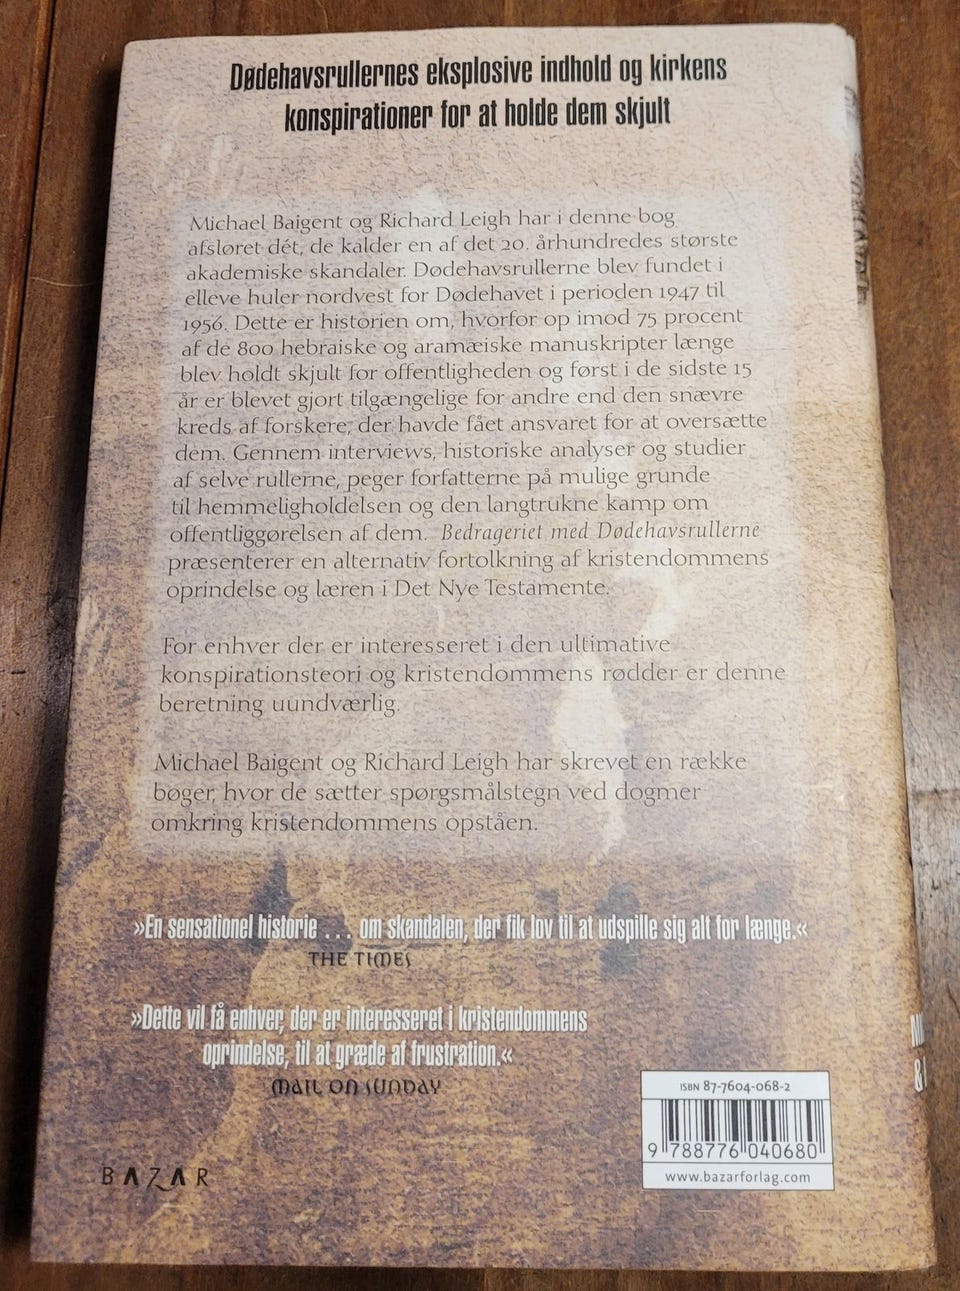 Dødehavsrullernes eksplosive indhold og kirkens
konspirationer for at holde dem skjult
Michael Baigent og Richard Leigh har i denne bog
afsløret dét, de kalder en af det 20. århundredes største
akademiske skandaler. Dødehavsrullerne blev fundet i
elleve huler nordvest for Dødehavet i perioden 1947 til
1956. Dette er historien om, hvorfor op imod 75 procent
af de 800 hebraiske og aramæiske manuskripter længe
blev holdt skjult for offentligheden og først i de sidste 15
år er blevet gjort tilgængelige for andre end den snævre
kreds af forskere, der havde fået ansvaret for at oversætte
dem. Gennem interviews, historiske analyser og studier
af selve rullerne, peger forfatterne på mulige grunde
til hemmeligholdelsen og den langtrukne kamp om
offentliggørelsen af dem. Bedrageriet med Dødehavsrullerne
præsenterer en alternativ fortolkning af kristendommens
oprindelse og læren i Det Nye Testamente.
For enhver der er interesseret i den ultimative
konspirationsteori og kristendommens rødder er denne
beretning uundværlig.
Michael Baigent og Richard Leigh har skrevet en række
bøger, hvor de sætter spørgsmålstegn ved dogmer
omkring kristendommens opståen.
»En sensationel historie . . . om skandalen, der fik lov til at udspille sig alt for længe.«
THE TIMES
»Dette vil få enhver, der er interesseret i kristendommens
oprindelse, til at græde af frustration.«
MAIL ON SUNDAY
BAZAR
ISBN 87-7604-068-2
9 788776 040680
www.bazarforlag.com